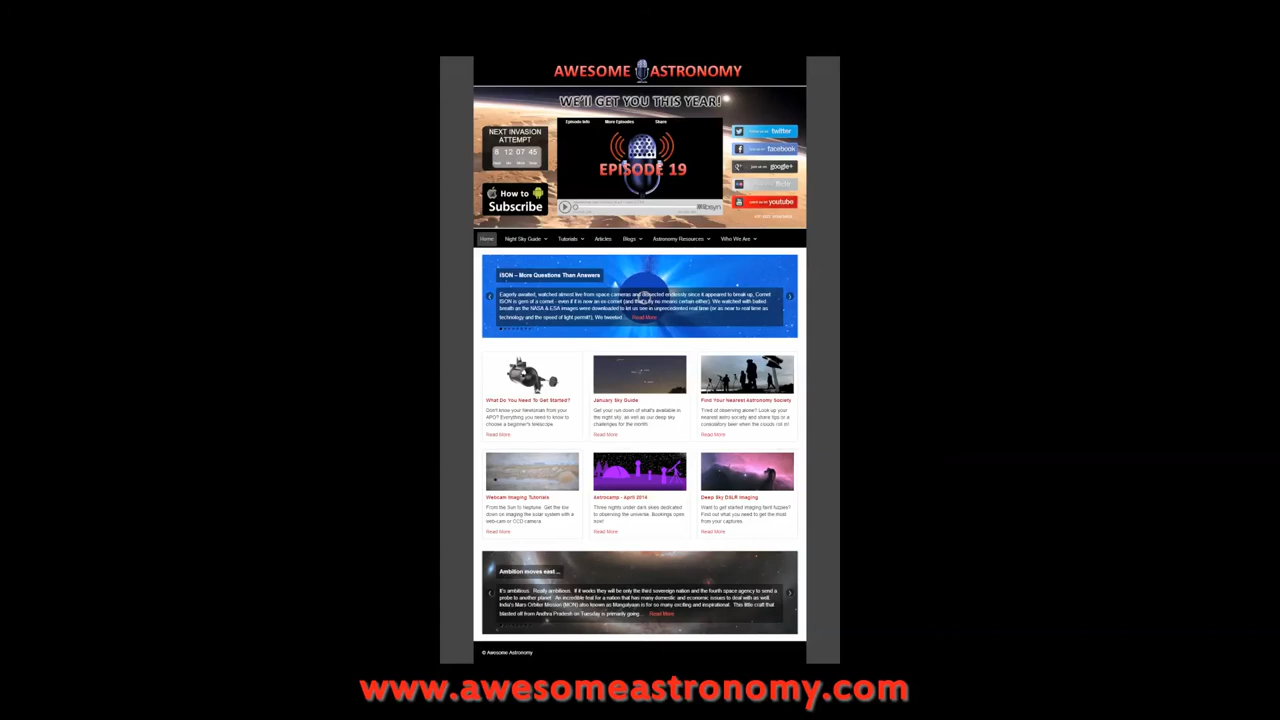 AWESOME ASTRONOMY
WE'LL GET YOU THIS YEAR!
Episode Info More Episodes Share
NEXT INVASION
ATTEMPT
6 12 07 45
EPISODE 19
How to
Subscribe
twitter
facebook
google+
flickr
youtube
Home Night Sky Guide Tutorials Articles Blogs Astronomy Resources Who We Are
ISON – More Questions Than Answers
Eagerly awaited, watched almost live from space cameras and dissected endlessly since it appeared to break up, Comet
ISON is gem of a comet - even if it is now an ex comet (and that's by no means certain either). We watched with baited
breath as the NASA & ESA images were downloaded to let us see in unprecedented real time (or as near to real time as
technology and the speed of light permit!), We tweeted ... Read More
What Do You Need To Get Started?
Don't know your newtonian from your
APO? Everything you need to know to
choose a beginner's telescope.
Read More
January Sky Guide
Get your run down of what's available in
the night sky as well as our deep sky
challenges for the month
Read More
Find Your Nearest Astronomy Society
Tired of observing alone? Look up your
nearest astro society and share tips or a
consolatory beer when the clouds roll in!
Read More
Webcam Imaging Tutorials
From the Sun to Neptune. Get the low
down on imaging the solar system with a
web-cam or CCD camera.
Read More
Astrocamp - April 2014
Three nights under dark skies dedicated
to observing the universe. Bookings open
now!
Read More
Deep Sky DSLR Imaging
Want to get started imaging faint fuzzies?
Find out what you need to get the most
from your captures
Read More
Ambition moves east...
It's ambitious. Really ambitious. If it works they will be only the third sovereign nation and the fourth space agency to send a
probe to another planet. An incredible feat for a nation that has many domestic and economic issues to deal with as well.
India's Mars Orbiter Mission (MON) also known as Mangalyaan is for so many exciting and inspirational. This little craft that
blasted off from Andhra Pradesh on Tuesday is primarily going... Read More
© Awesome Astronomy
www.awesomeastronomy.com